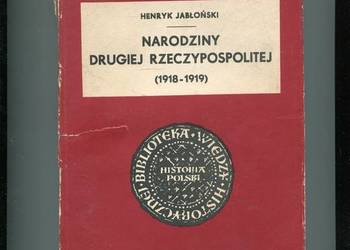 HENRYK JABŁOŃSKI
NARODZINY
DRUGIEJ RZECZYPOSPOLITEJ
(1918-1919)
BIBLIOTEKA · WIEDZY · HISTORYCZNEJ
HISTORIA
POLSKI